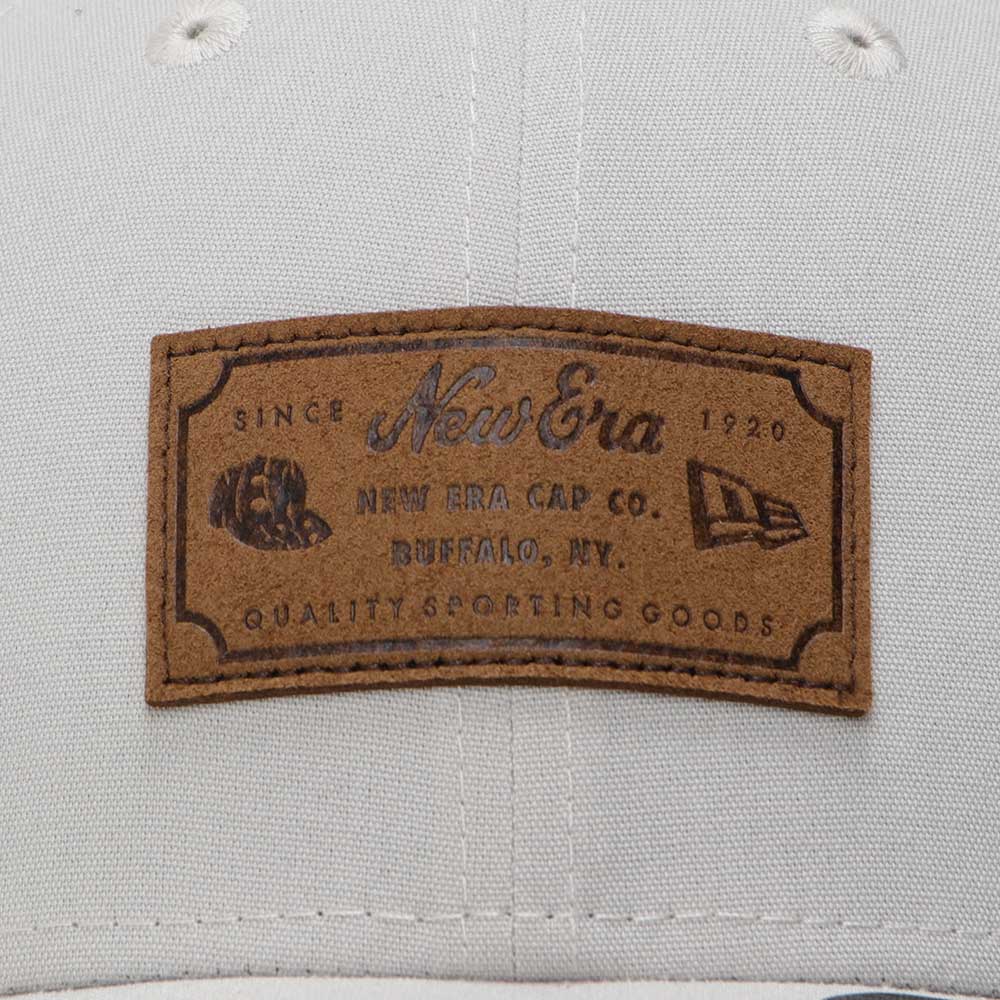 SINCE New Era 1920
NEW ERA CAP CO.
BUFFALO, NY.
QUALITY SPORTING GOODS